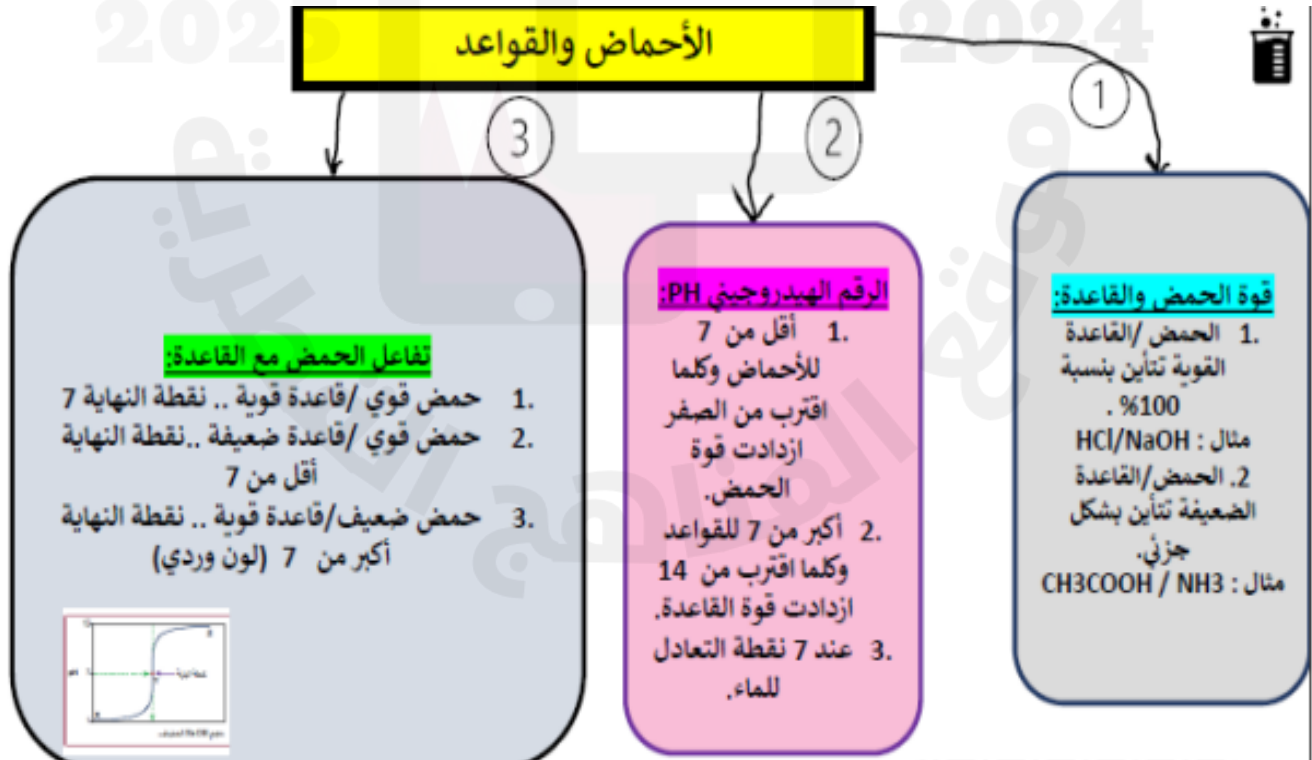 2025
2024
موقع المناهج القطرية
الأحماض والقواعد
1
2
3
قوة الحمض والقاعدة:
1. الحمض /القاعدة
القوية تتأين بنسبة
100% .
مثال : HCl/NaOH
2. الحمض/القاعدة
الضعيفة تتأين بشكل
جزئي.
مثال : CH3COOH / NH3
الرقم الهيدروجيني PH:
1. أقل من 7
للأحماض وكلما
اقترب من الصفر
ازدادت قوة
الحمض.
2. أكبر من 7 للقواعد
وكلما اقترب من 14
ازدادت قوة القاعدة.
3. عند 7 نقطة التعادل
للماء.
تفاعل الحمض مع القاعدة:
1. حمض قوي /قاعدة قوية .. نقطة النهاية 7
2. حمض قوي /قاعدة ضعيفة ..نقطة النهاية
أقل من 7
3. حمض ضعيف/قاعدة قوية .. نقطة النهاية
أكبر من 7 (لون وردي)